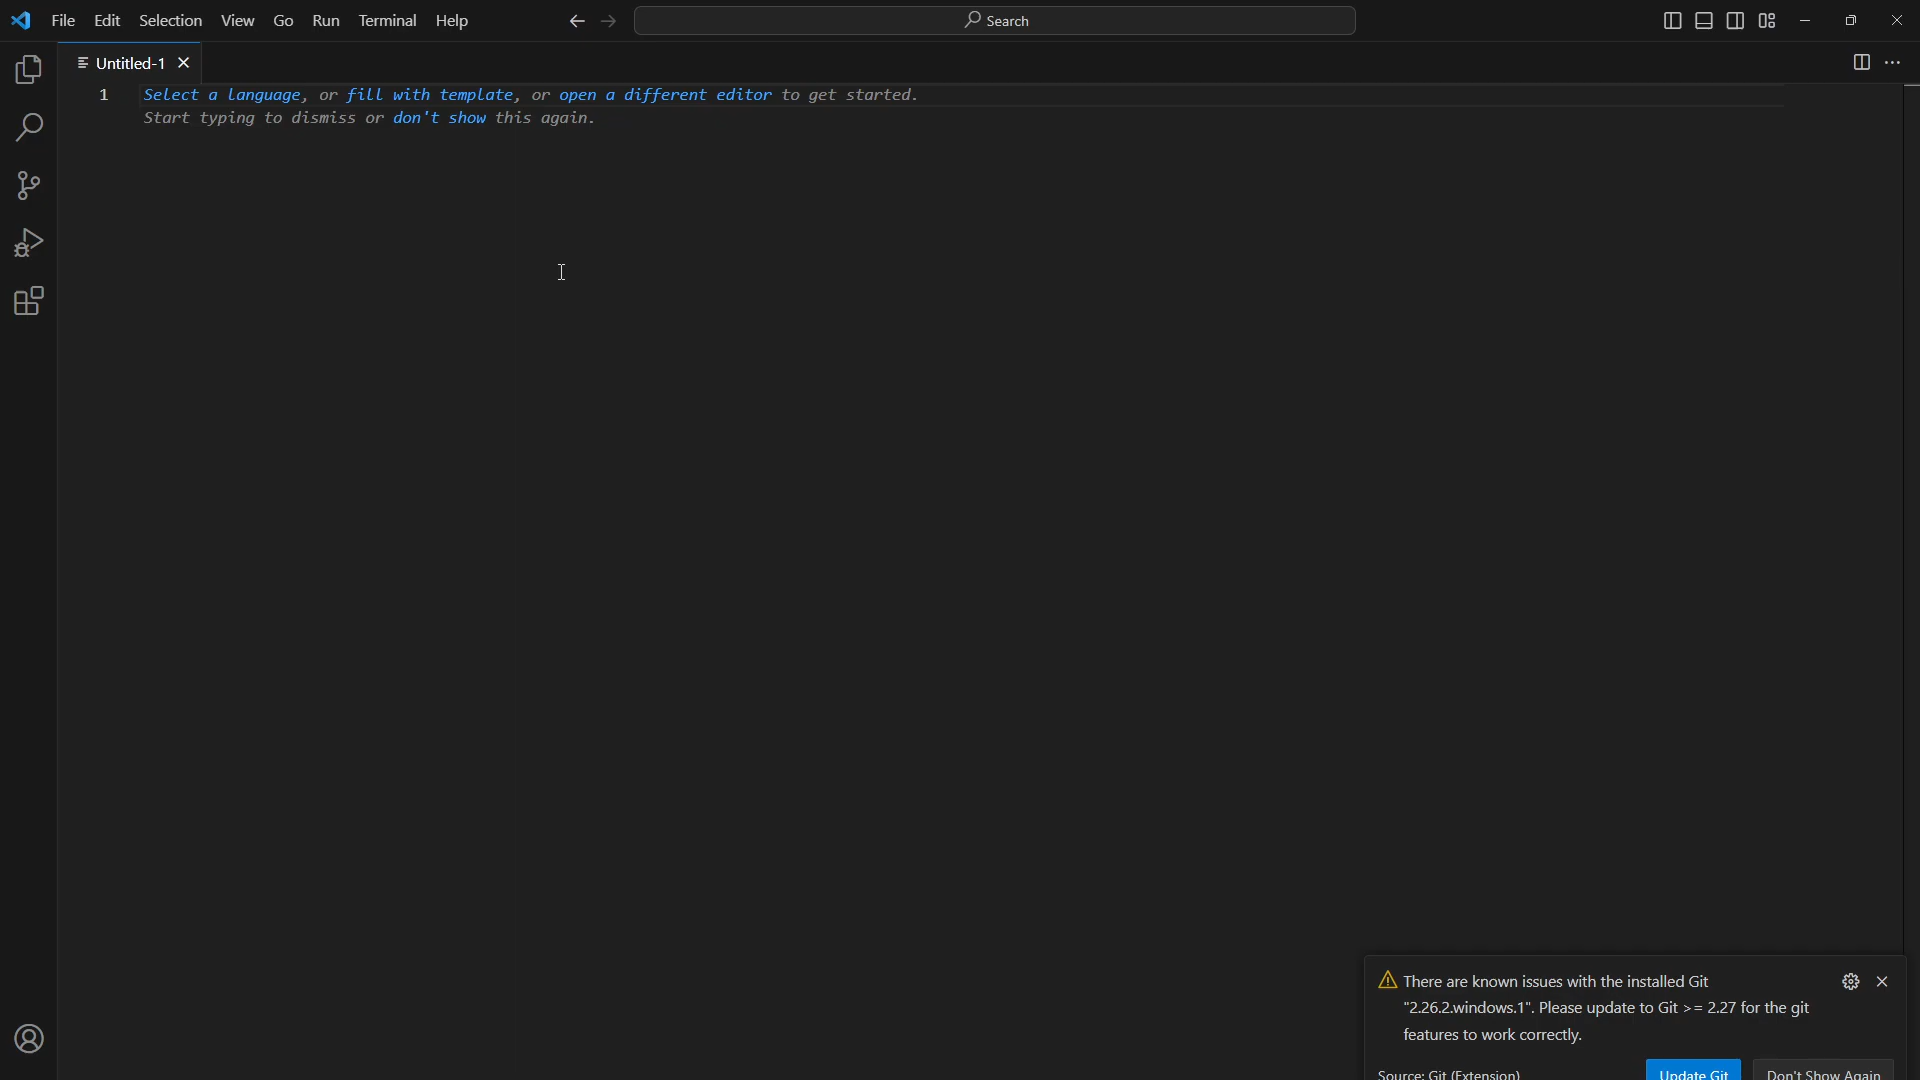 File Edit Selection View Go Run Terminal Help
Search
Untitled-1
1 Select a language, or fill with template, or open a different editor to get started.
Start typing to dismiss or don't show this again.
There are known issues with the installed Git
"2.26.2.windows.1". Please update to Git >= 2.27 for the git
features to work correctly.
Source: Git (Extension) Update Git Don't Show Again